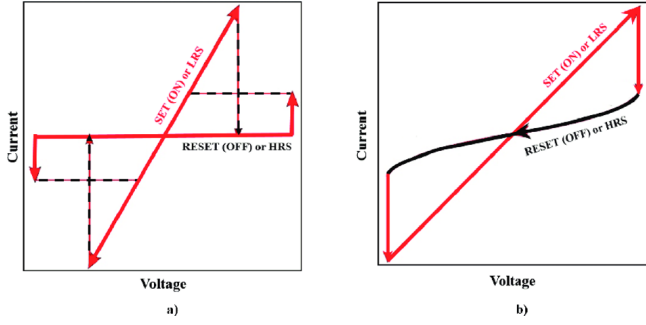 Current
SET (ON) or LRS
RESET (OFF) or HRS
Voltage
a)
Current
SET (ON) or LRS
RESET (OFF) or HRS
Voltage
b)